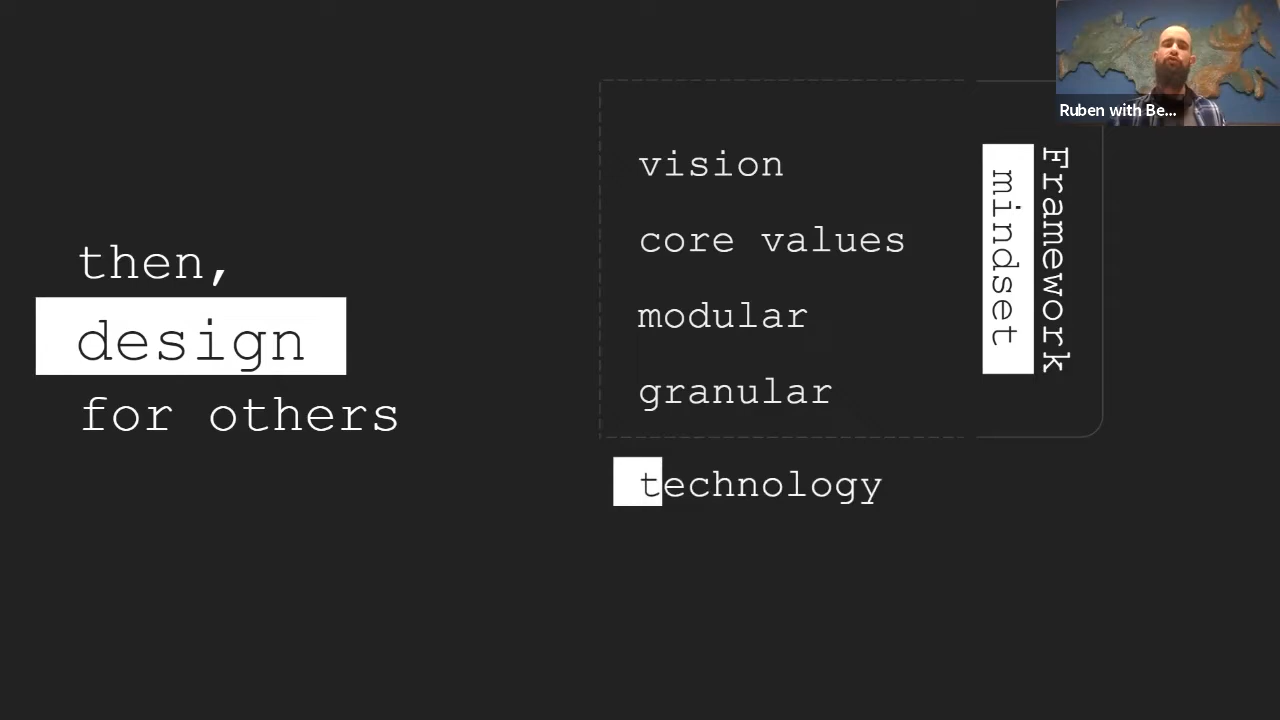 then,
design
for others
vision
core values
modular
granular
technology
mindset
Framework
Ruben with Be...